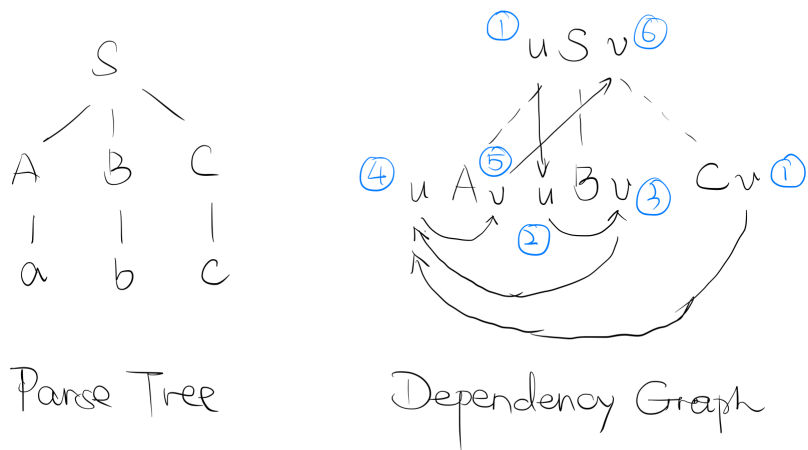 ① u S v ⑥
S
A B C
④ u A v ⑤ u B v ③ C v ①
②
a b c
Parse Tree
Dependency Graph